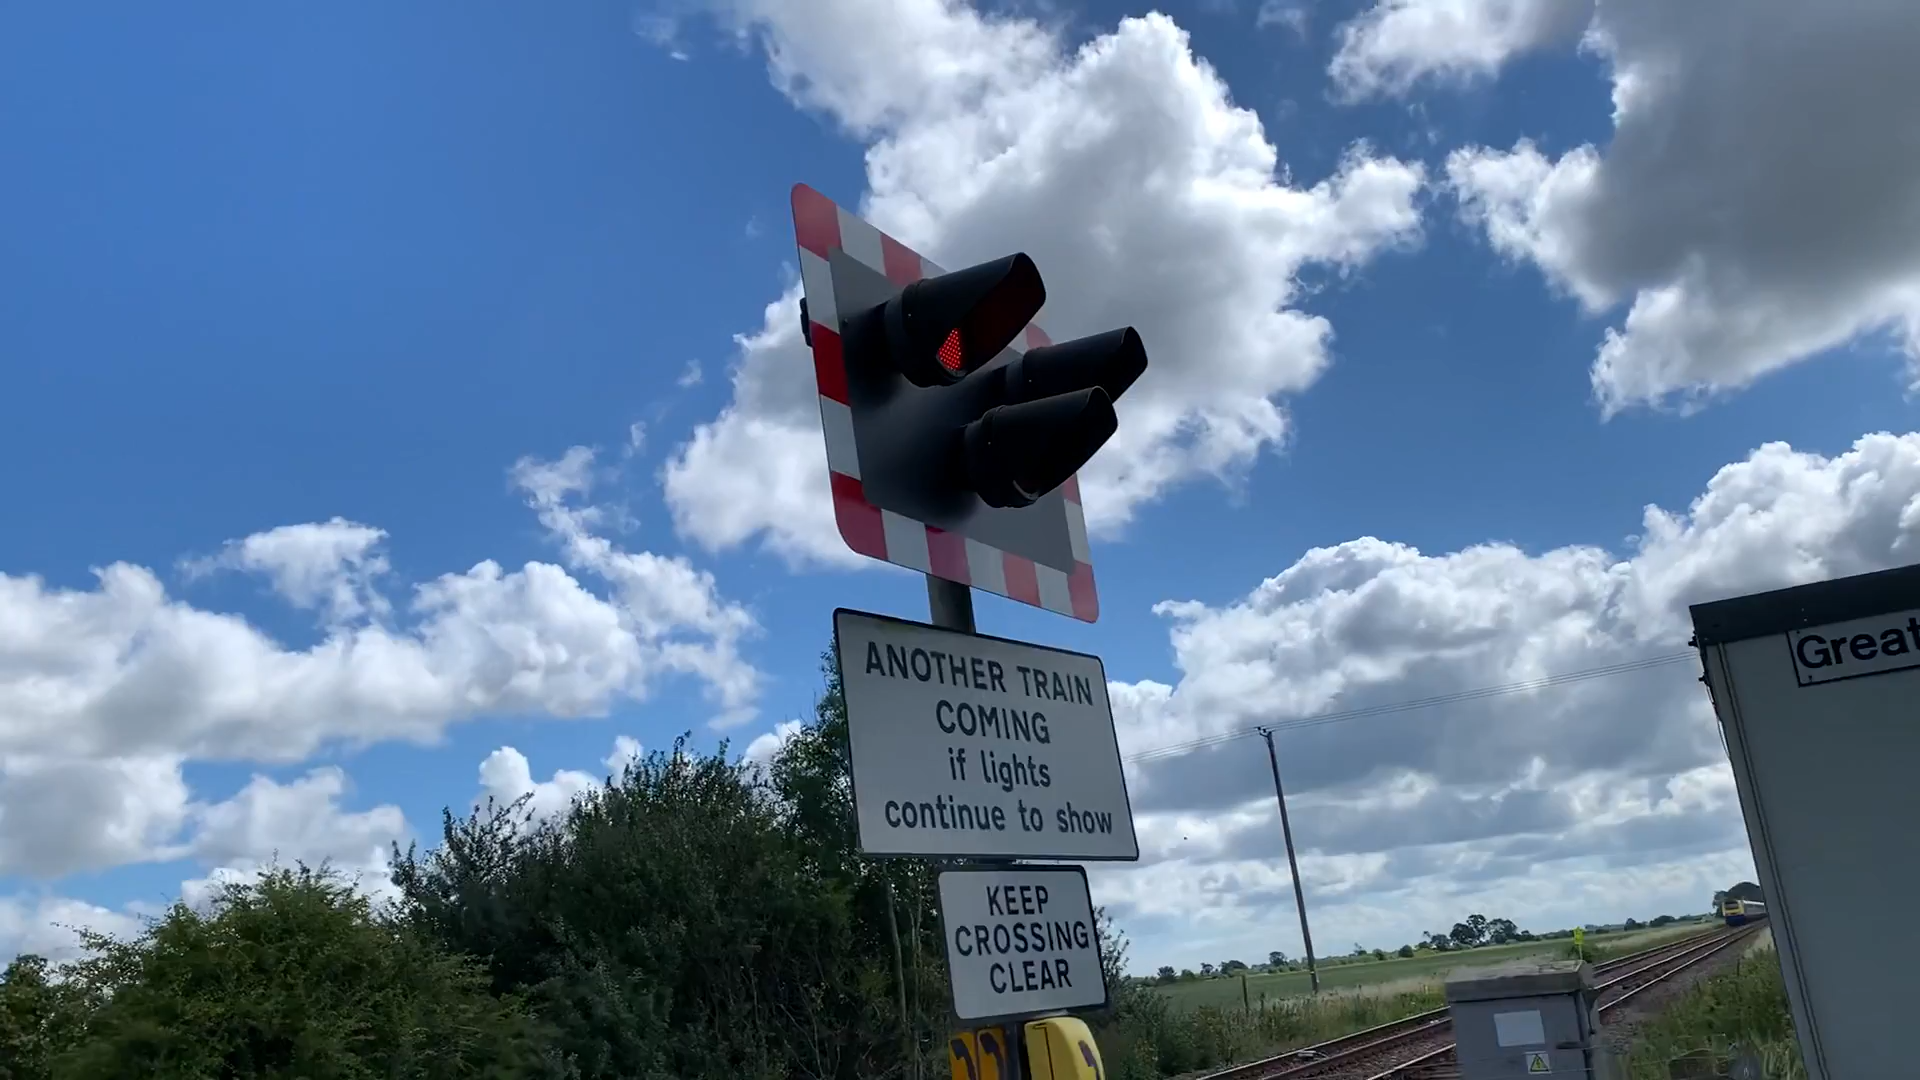 ANOTHER TRAIN
COMING
if lights
continue to show
KEEP
CROSSING
CLEAR
Great